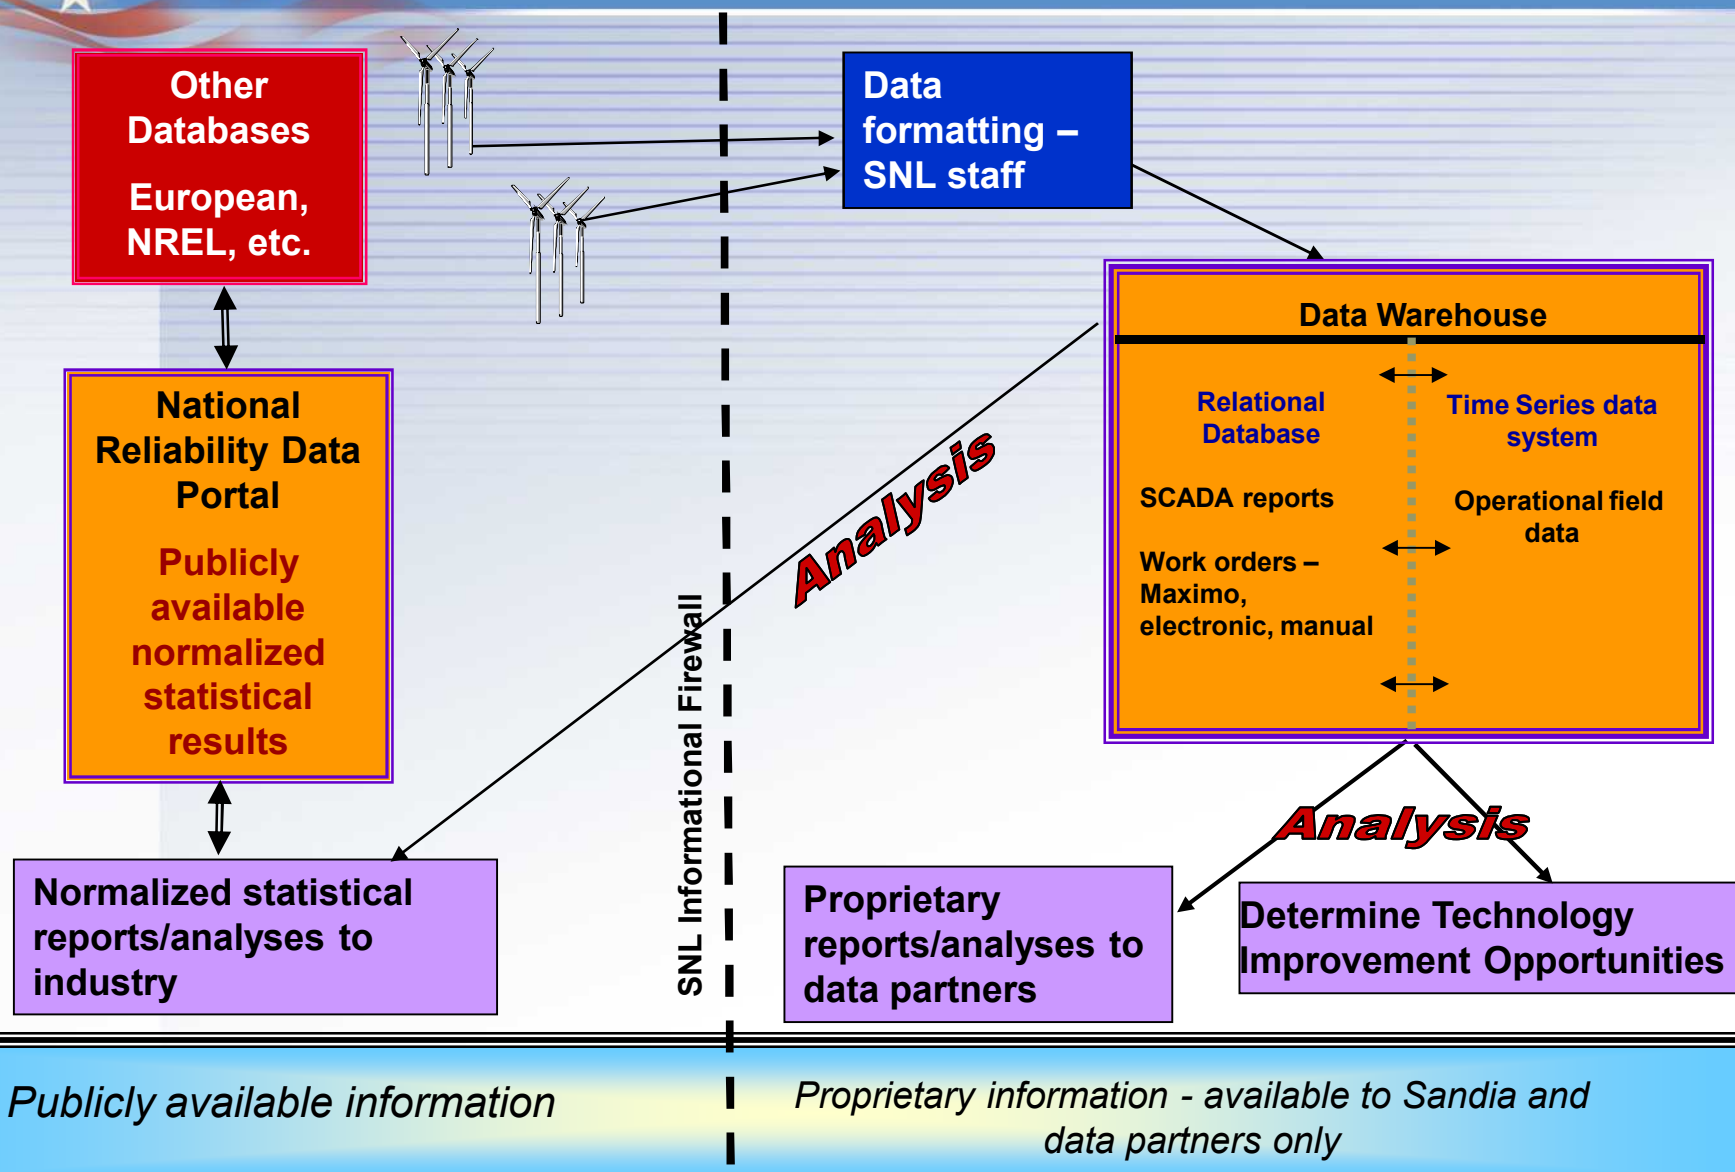 Other
Databases
European,
NREL, etc.
National
Reliability Data
Portal
Publicly
available
normalized
statistical
results
Normalized statistical
reports/analyses to
industry
SNL Informational Firewall
Data
formatting –
SNL staff
Data Warehouse
Relational
Database
SCADA reports
Work orders –
Maximo,
electronic, manual
Time Series data
system
Operational field
data
Analysis
Analysis
Proprietary
reports/analyses to
data partners
Determine Technology
Improvement Opportunities
Publicly available information
Proprietary information - available to Sandia and
data partners only